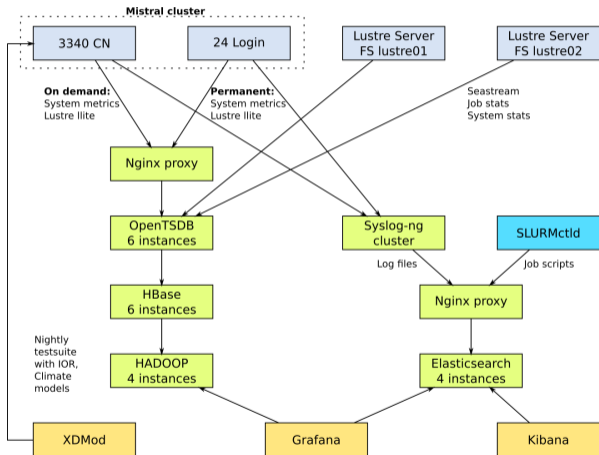 Mistral cluster
3340 CN
24 Login
Lustre Server
FS lustre01
Lustre Server
FS lustre02
On demand:
System metrics
Lustre llite
Permanent:
System metrics
Lustre llite
Seastream
Job stats
System stats
Nginx proxy
OpenTSDB
6 instances
Syslog-ng
cluster
SLURMctld
Log files
Job scripts
HBase
6 instances
Nginx proxy
Nightly
testsuite
with IOR,
Climate
models
HADOOP
4 instances
Elasticsearch
4 instances
XDMod
Grafana
Kibana